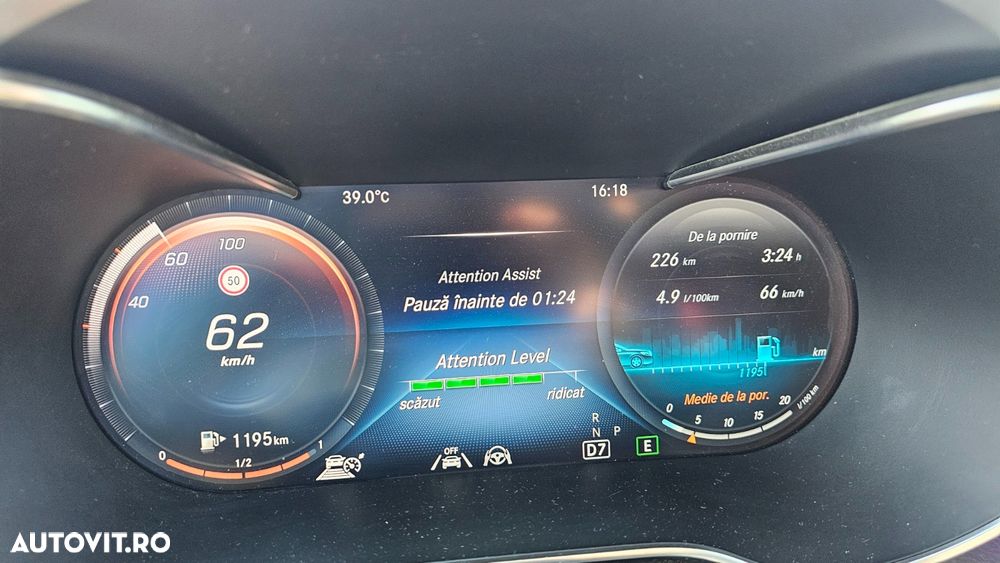 39.0°C
16:18
100
60
40
50
62
km/h
1195 km
0
1/2
1
Attention Assist
Pauză înainte de 01:24
Attention Level
scăzut
ridicat
OFF
R
N
P
D7
E
De la pornire
226 km
3:24 h
4.9 l/100km
66 km/h
km
1195
Medie de la por.
0
5
10
15
20
l/100 km
AUTOVIT.RO